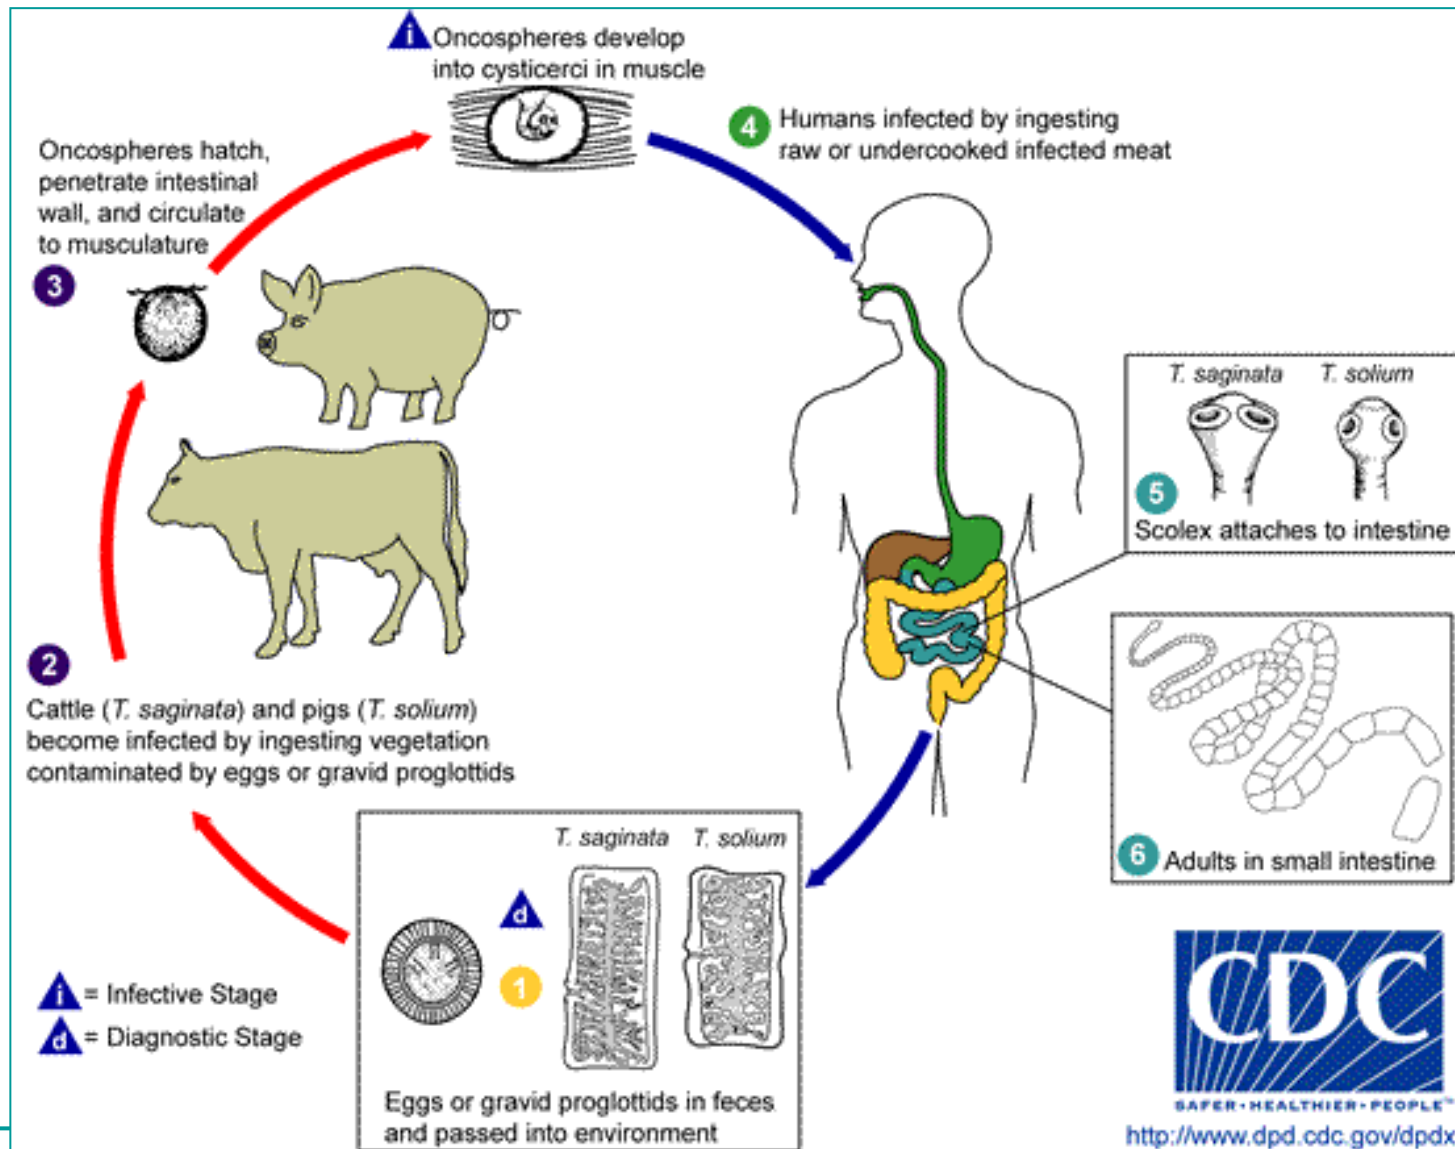 i
Oncospheres develop
into cysticerci in muscle
4
Humans infected by ingesting
raw or undercooked infected meat
Oncospheres hatch,
penetrate intestinal
wall, and circulate
to musculature
3
T. saginata T. solium
5
Scolex attaches to intestine
2
Cattle (T. saginata) and pigs (T. solium)
become infected by ingesting vegetation
contaminated by eggs or gravid proglottids
6 Adults in small intestine
T. saginata T. solium
d
1
Eggs or gravid proglottids in feces
and passed into environment
i = Infective Stage
d = Diagnostic Stage
CDC
SAFER•HEALTHIER•PEOPLE™
http://www.dpd.cdc.gov/dpdx